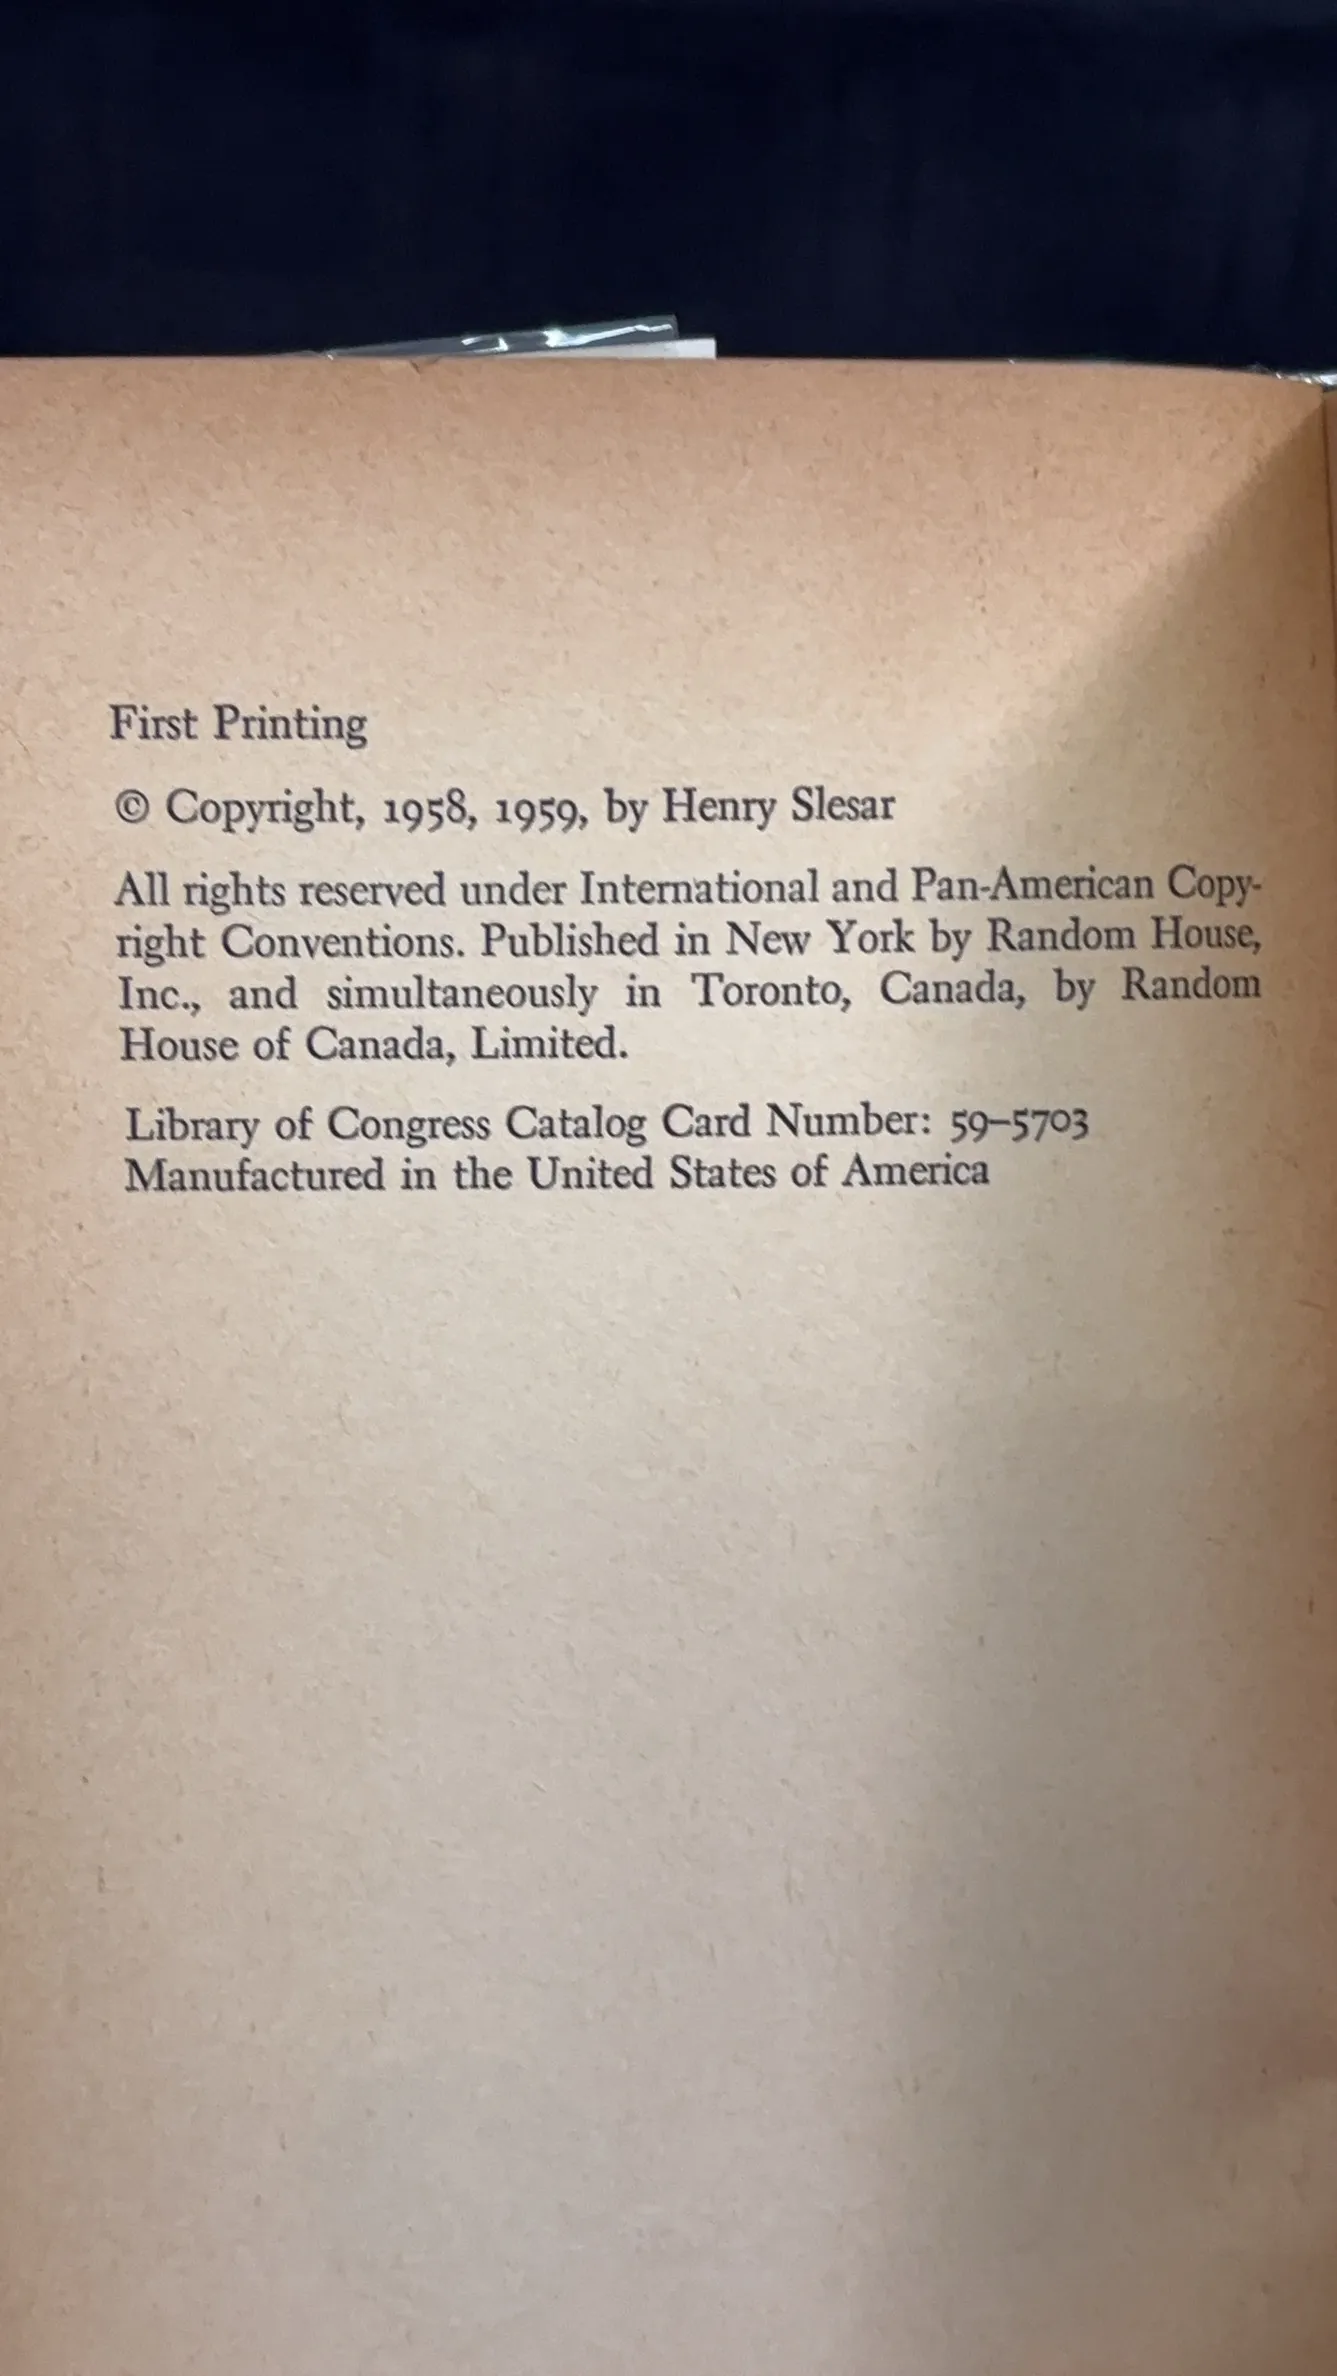 First Printing
© Copyright, 1958, 1959, by Henry Slesar
All rights reserved under International and Pan-American Copy-
right Conventions. Published in New York by Random House,
Inc., and simultaneously in Toronto, Canada, by Random
House of Canada, Limited.
Library of Congress Catalog Card Number: 59–5703
Manufactured in the United States of America